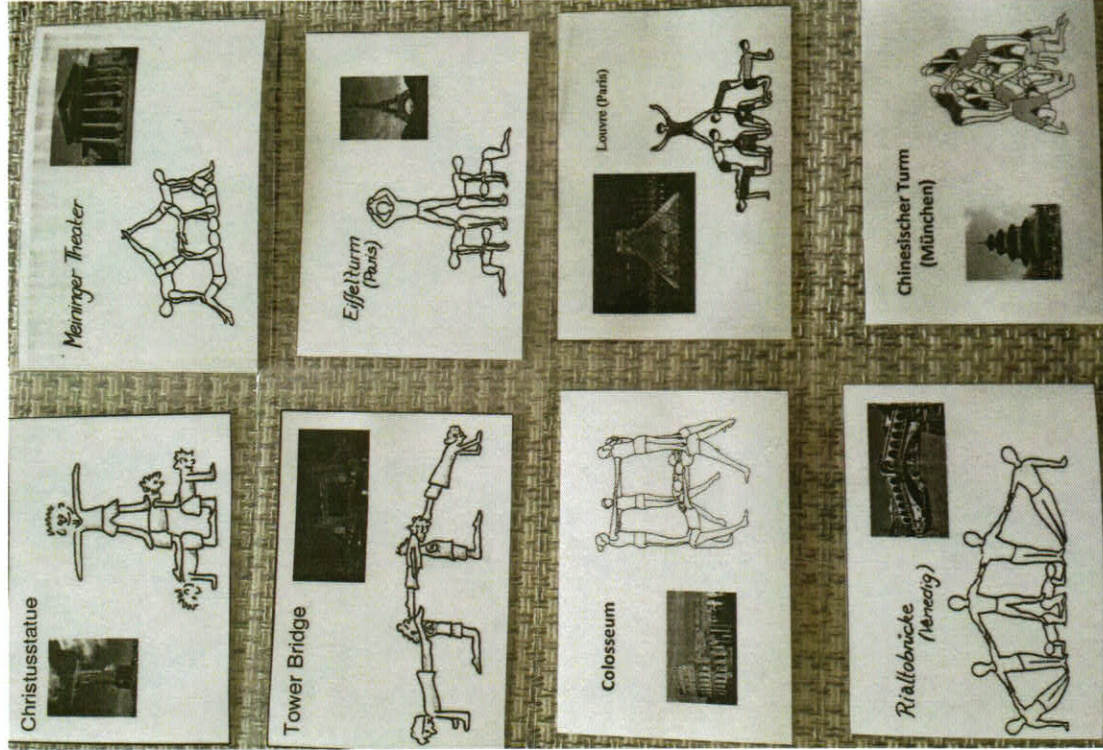 Meininger Theater
Eiffelturm
(Paris)
Louvre (Paris)
Chinesischer Turm
(München)
Christusstatue
Tower Bridge
Colosseum
Rialtobrücke
(Venedig)